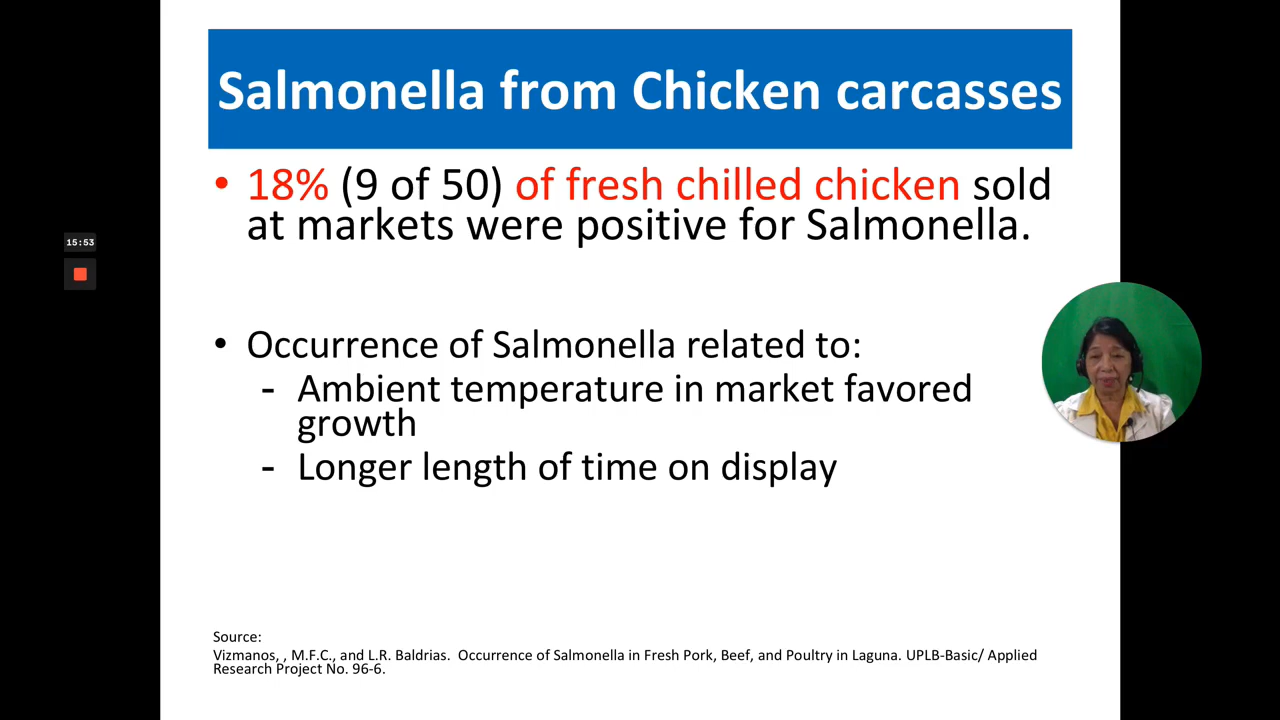 Salmonella from Chicken carcasses
• 18% (9 of 50) of fresh chilled chicken sold
at markets were positive for Salmonella.
15:53
• Occurrence of Salmonella related to:
- Ambient temperature in market favored
growth
- Longer length of time on display
Source:
Vizmanos, , M.F.C., and L.R. Baldrias. Occurrence of Salmonella in Fresh Pork, Beef, and Poultry in Laguna. UPLB-Basic/ Applied
Research Project No. 96-6.